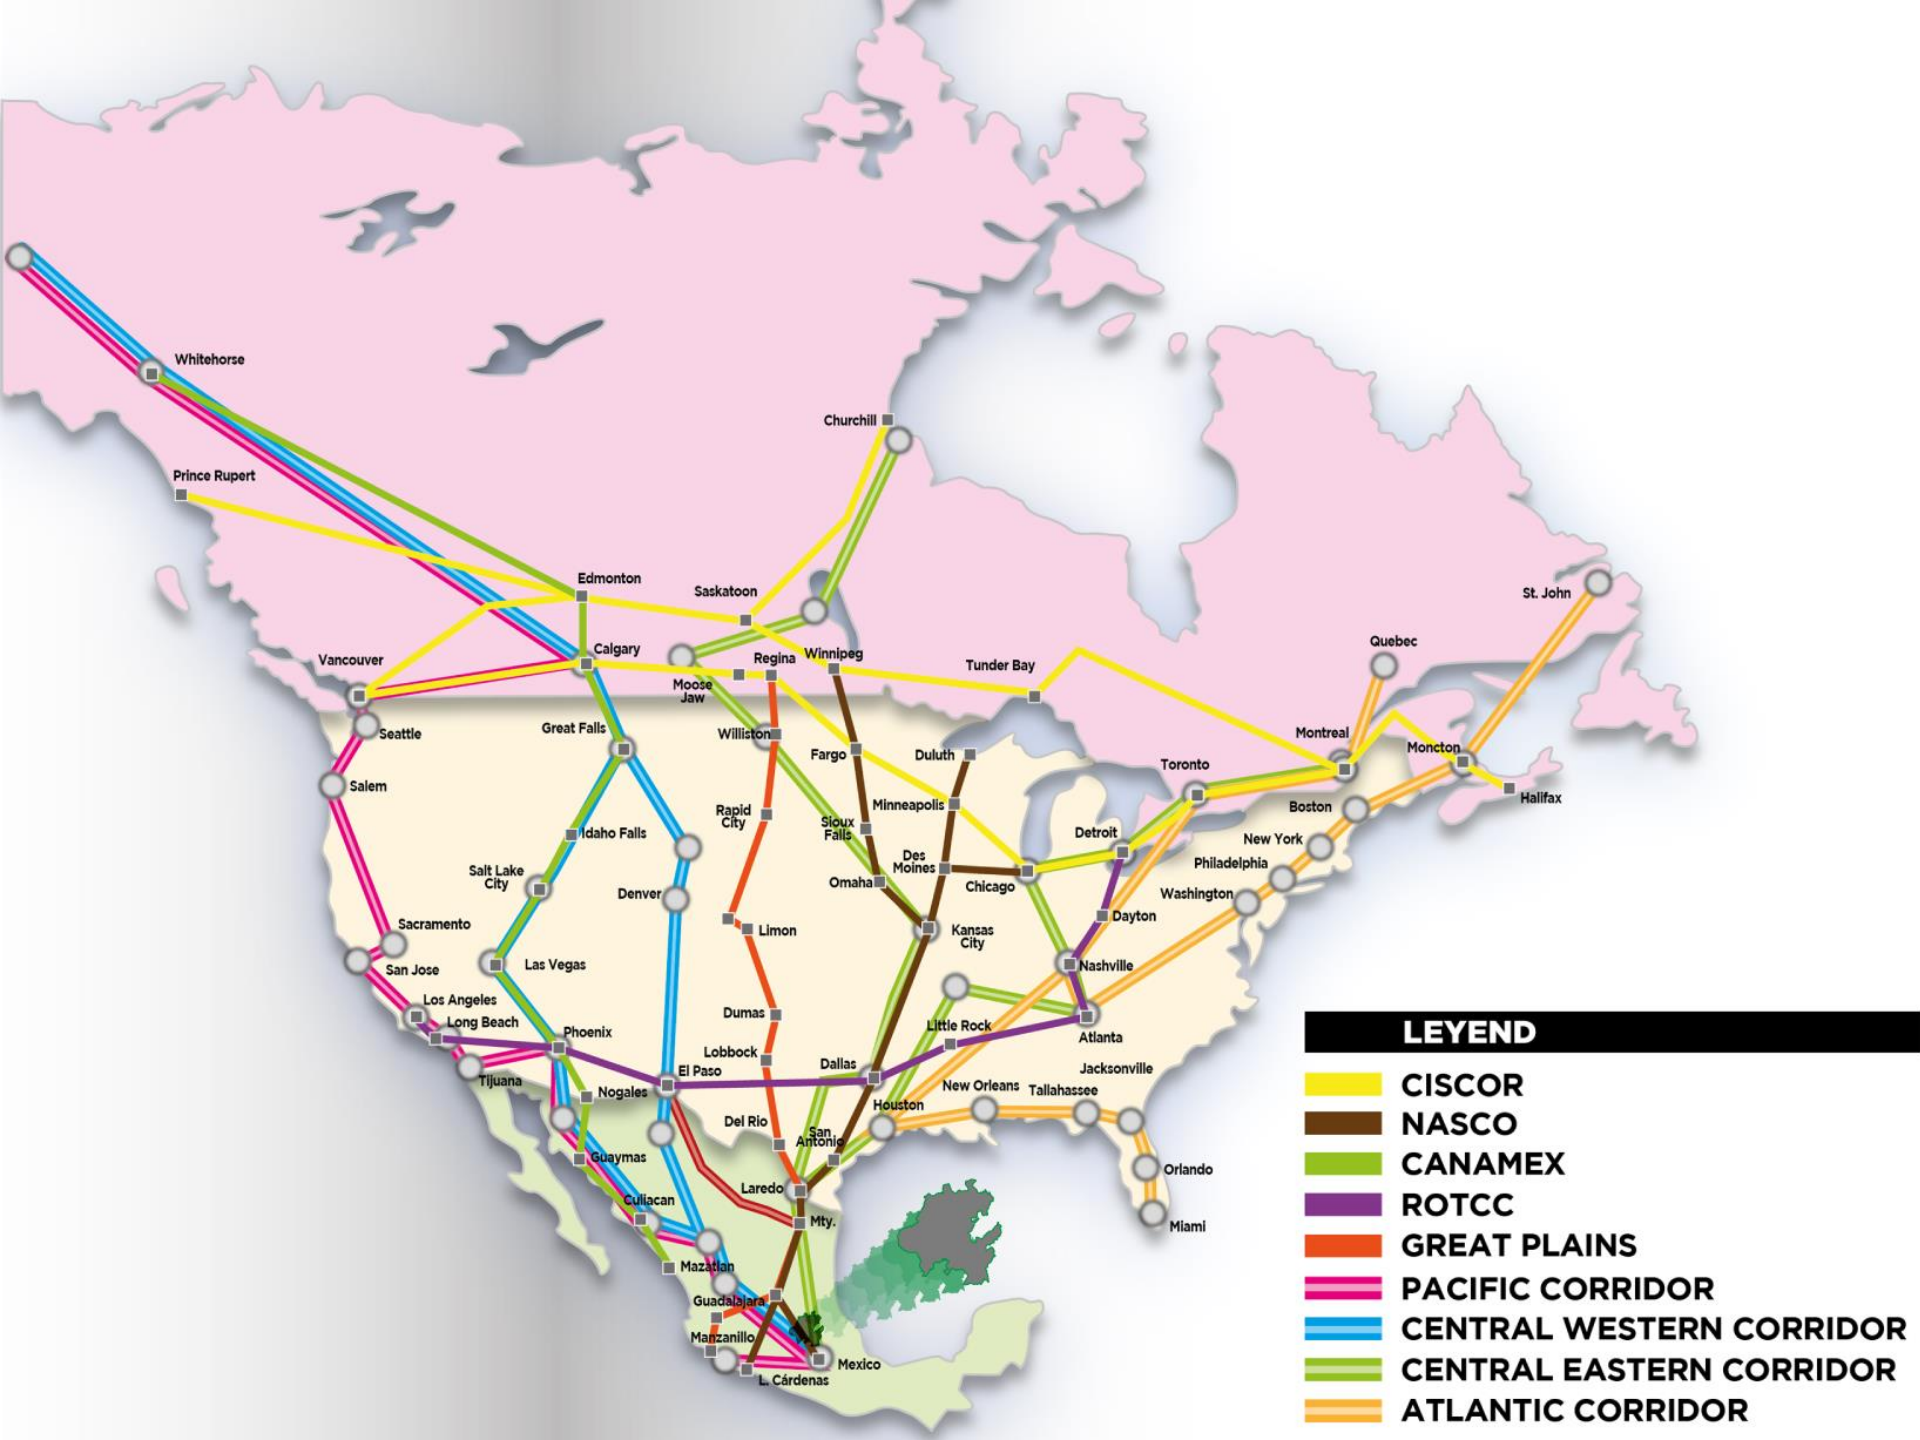 Whitehorse
Churchill
Prince Rupert
Edmonton
Saskatoon
St. John
Calgary
Quebec
Vancouver
Regina
Winnipeg
Tunder Bay
Moose
Jaw
Seattle
Great Falls
Williston
Fargo
Duluth
Montreal
Moncton
Toronto
Salem
Halifax
Rapid
City
Minneapolis
Boston
Idaho Falls
Sioux
Falls
Detroit
New York
Salt Lake
City
Des
Moines
Philadelphia
Omaha
Chicago
Denver
Washington
Sacramento
Limon
Kansas
City
Dayton
San Jose
Las Vegas
Nashville
Los Angeles
Dumas
Long Beach
Phoenix
Little Rock
Atlanta
Lobbock
Dallas
Tijuana
El Paso
Jacksonville
Nogales
New Orleans
Tallahassee
Houston
Del Rio
San
Antonio
Guaymas
Orlando
Laredo
Culiacan
Mty.
Miami
Mazatlan
Guadalajara
Manzanillo
Mexico
L. Cárdenas
LEYEND
CISCOR
NASCO
CANAMEX
ROTCC
GREAT PLAINS
PACIFIC CORRIDOR
CENTRAL WESTERN CORRIDOR
CENTRAL EASTERN CORRIDOR
ATLANTIC CORRIDOR